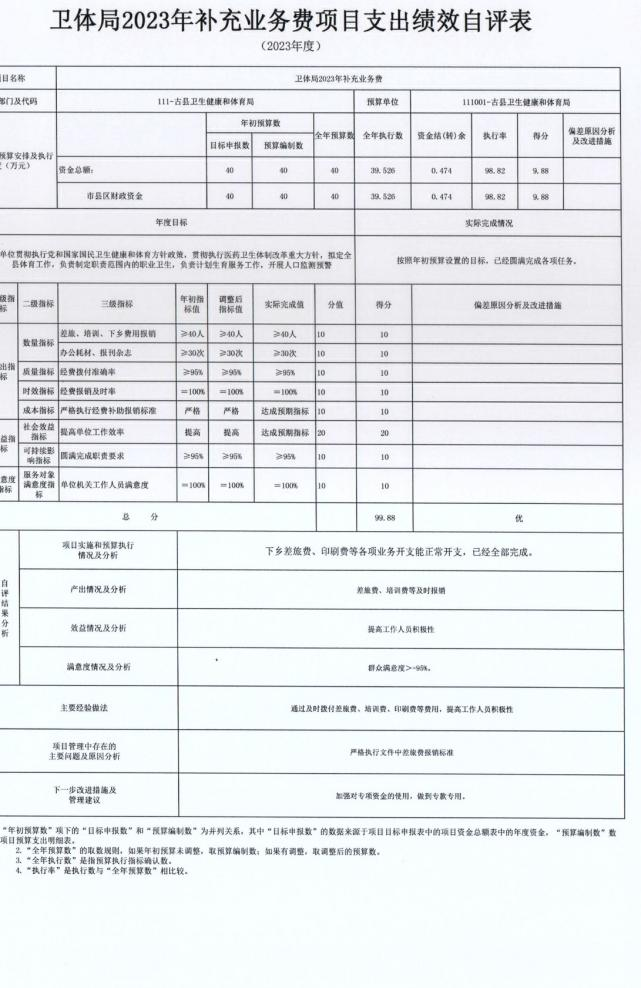 卫体局2023年补充业务费项目支出绩效自评表
（2023年度）
目名称 卫体局2023年补充业务费
部门及代码 111-古县卫生健康和体育局 预算单位 111001-古县卫生健康和体育局
预算安排及执行
（万元）
年初预算数 全年预算数 全年执行数 资金结(转)余 执行率 得分 偏差原因分析及改进措施
目标申报数 预算编制数
资金总额： 40 40 40 39.526 0.474 98.82 9.88
市县区财政资金 40 40 40 39.526 0.474 98.82 9.88
年度目标 实际完成情况
单位贯彻执行党和国家国民卫生健康和体育方针政策，贯彻执行医药卫生体制改革重大方针，拟定全
县体育工作，负责制定职责范围内的职业卫生，负责计划生育服务工作，开展人口监测预警
按照年初预算设置的目标，已经圆满完成各项任务。
级指标 二级指标 三级指标 年初指标值 调整后指标值 实际完成值 分值 得分 偏差原因分析及改进措施
出指标 数量指标 差旅、培训、下乡费用报销 ≥40人 ≥40人 ≥40人 10 10
办公耗材、报刊杂志 ≥30次 ≥30次 ≥30次 10 10
质量指标 经费拨付准确率 ≥95% ≥95% ≥95% 10 10
时效指标 经费报销及时率 ＝100% ＝100% ＝100% 10 10
成本指标 严格执行经费补助报销标准 严格 严格 达成预期指标 10 10
益指标 社会效益指标 提高单位工作效率 提高 提高 达成预期指标 20 20
可持续影响指标 圆满完成职责要求 ≥95% ≥95% ≥95% 10 10
意度指标 服务对象满意度指标 单位机关工作人员满意度 ＝100% ＝100% ＝100% 10 10
总 分 99.88 优
自评结果分析
项目实施和预算执行情况及分析 下乡差旅费、印刷费等各项业务开支能正常开支，已经全部完成。
产出情况及分析 差旅费、培训费等及时报销
效益情况及分析 提高工作人员积极性
满意度情况及分析 群众满意度>=95%。
主要经验做法 通过及时拨付差旅费、培训费、印刷费等费用，提高工作人员积极性
项目管理中存在的主要问题及原因分析 严格执行文件中差旅费报销标准
下一步改进措施及管理建议 加强对专项资金的使用，做到专款专用。
“年初预算数”项下的“目标申报数”和“预算编制数”为并列关系，其中“目标申报数”的数据来源于项目目标申报表中的项目资金总额表中的年度资金，“预算编制数”数
项目预算支出明细表。
2.“全年预算数”的取数规则，如果年初预算未调整，取预算编制数；如果有调整，取调整后的预算数。
3.“全年执行数”是指预算执行指标确认数。
4.“执行率”是执行数与“全年预算数”相比较。